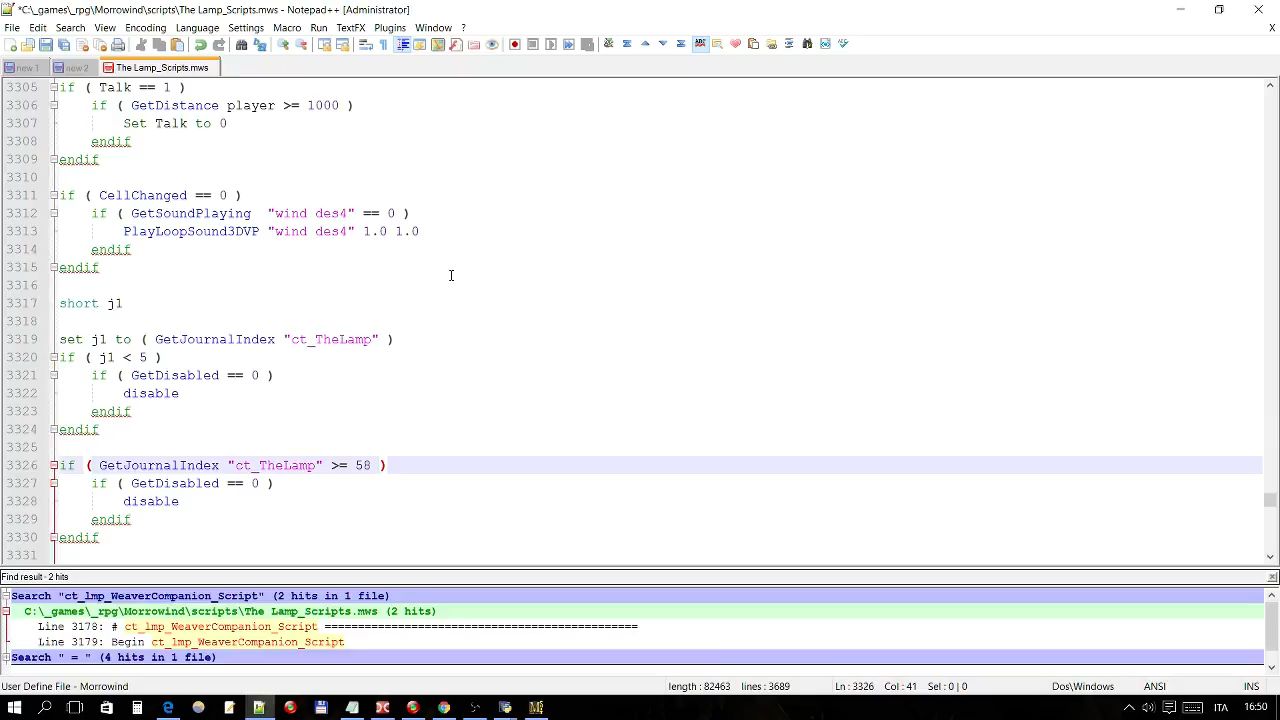 *C:\_games\_rpg\Morrowind\scripts\The Lamp_Scripts.mws - Notepad++ [Administrator]
File Edit Search View Encoding Language Settings Macro Run TextFX Plugins Window ? X
new 1 new 2 The Lamp_Scripts.mws
3305 if ( Talk == 1 )
3306 if ( GetDistance player >= 1000 )
3307 Set Talk to 0
3308 endif
3309 endif
3310
3311 if ( CellChanged == 0 )
3312 if ( GetSoundPlaying "wind des4" == 0 )
3313 PlayLoopSound3DVP "wind des4" 1.0 1.0
3314 endif
3315 endif
3316
3317 short j1
3318
3319 set j1 to ( GetJournalIndex "ct_TheLamp" )
3320 if ( j1 < 5 )
3321 if ( GetDisabled == 0 )
3322 disable
3323 endif
3324 endif
3325
3326 if ( GetJournalIndex "ct_TheLamp" >= 58 )
3327 if ( GetDisabled == 0 )
3328 disable
3329 endif
3330 endif
3331
Find result - 2 hits
Search "ct_lmp_WeaverCompanion_Script" (2 hits in 1 file)
C:\_games\_rpg\Morrowind\scripts\The Lamp_Scripts.mws (2 hits)
Line 3178: # ct_lmp_WeaverCompanion_Script ==============================================
Line 3179: Begin ct_lmp_WeaverCompanion_Script
Search " = " (4 hits in 1 file)
User Define File - Morrowind length : 82463 lines : 3689 Ln : 3326 Col : 41 Sel : 0 | 0 Dos\Windows ANSI INS
ITA 16:50